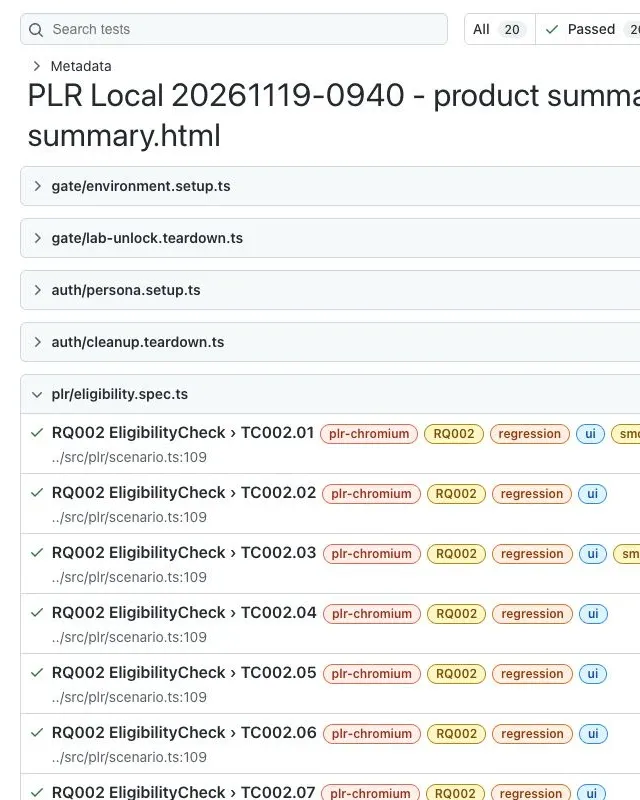 Search tests
All 20 Passed
Metadata
PLR Local 20261119-0940 - product
summary.html
gate/environment.setup.ts
gate/lab-unlock.teardown.ts
auth/persona.setup.ts
auth/cleanup.teardown.ts
plr/eligibility.spec.ts
RQ002 EligibilityCheck › TC002.01 plr-chromium RQ002 regression ui
../src/plr/scenario.ts:109
RQ002 EligibilityCheck › TC002.02 plr-chromium RQ002 regression ui
../src/plr/scenario.ts:109
RQ002 EligibilityCheck › TC002.03 plr-chromium RQ002 regression ui
../src/plr/scenario.ts:109
RQ002 EligibilityCheck › TC002.04 plr-chromium RQ002 regression ui
../src/plr/scenario.ts:109
RQ002 EligibilityCheck › TC002.05 plr-chromium RQ002 regression ui
../src/plr/scenario.ts:109
RQ002 EligibilityCheck › TC002.06 plr-chromium RQ002 regression ui
../src/plr/scenario.ts:109
RQ002 EligibilityCheck › TC002.07 plr-chromium RQ002 regression ui